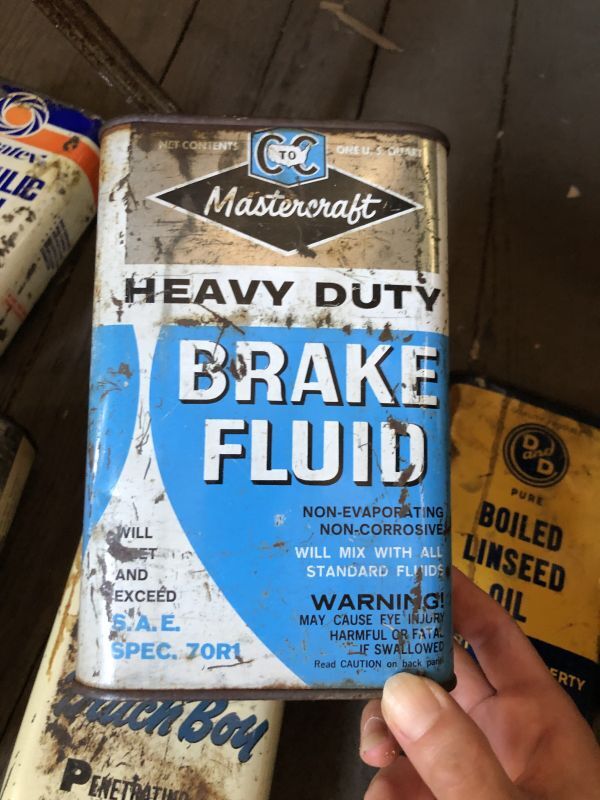 NET CONTENTS
ONE U.S. QUART
C TO C
Mastercraft
HEAVY DUTY
BRAKE
FLUID
NON-EVAPORATING
NON-CORROSIVE
WILL MIX WITH ALL
STANDARD FLUIDS
WILL
AND
EXCEED
S.A.E.
SPEC. 70R1
WARNING!
MAY CAUSE EYE INJURY
HARMFUL OR FATAL
IF SWALLOWED
Read CAUTION on back panel
D and D
PURE
BOILED
LINSEED
OIL
Dutch Boy
PENETRATING